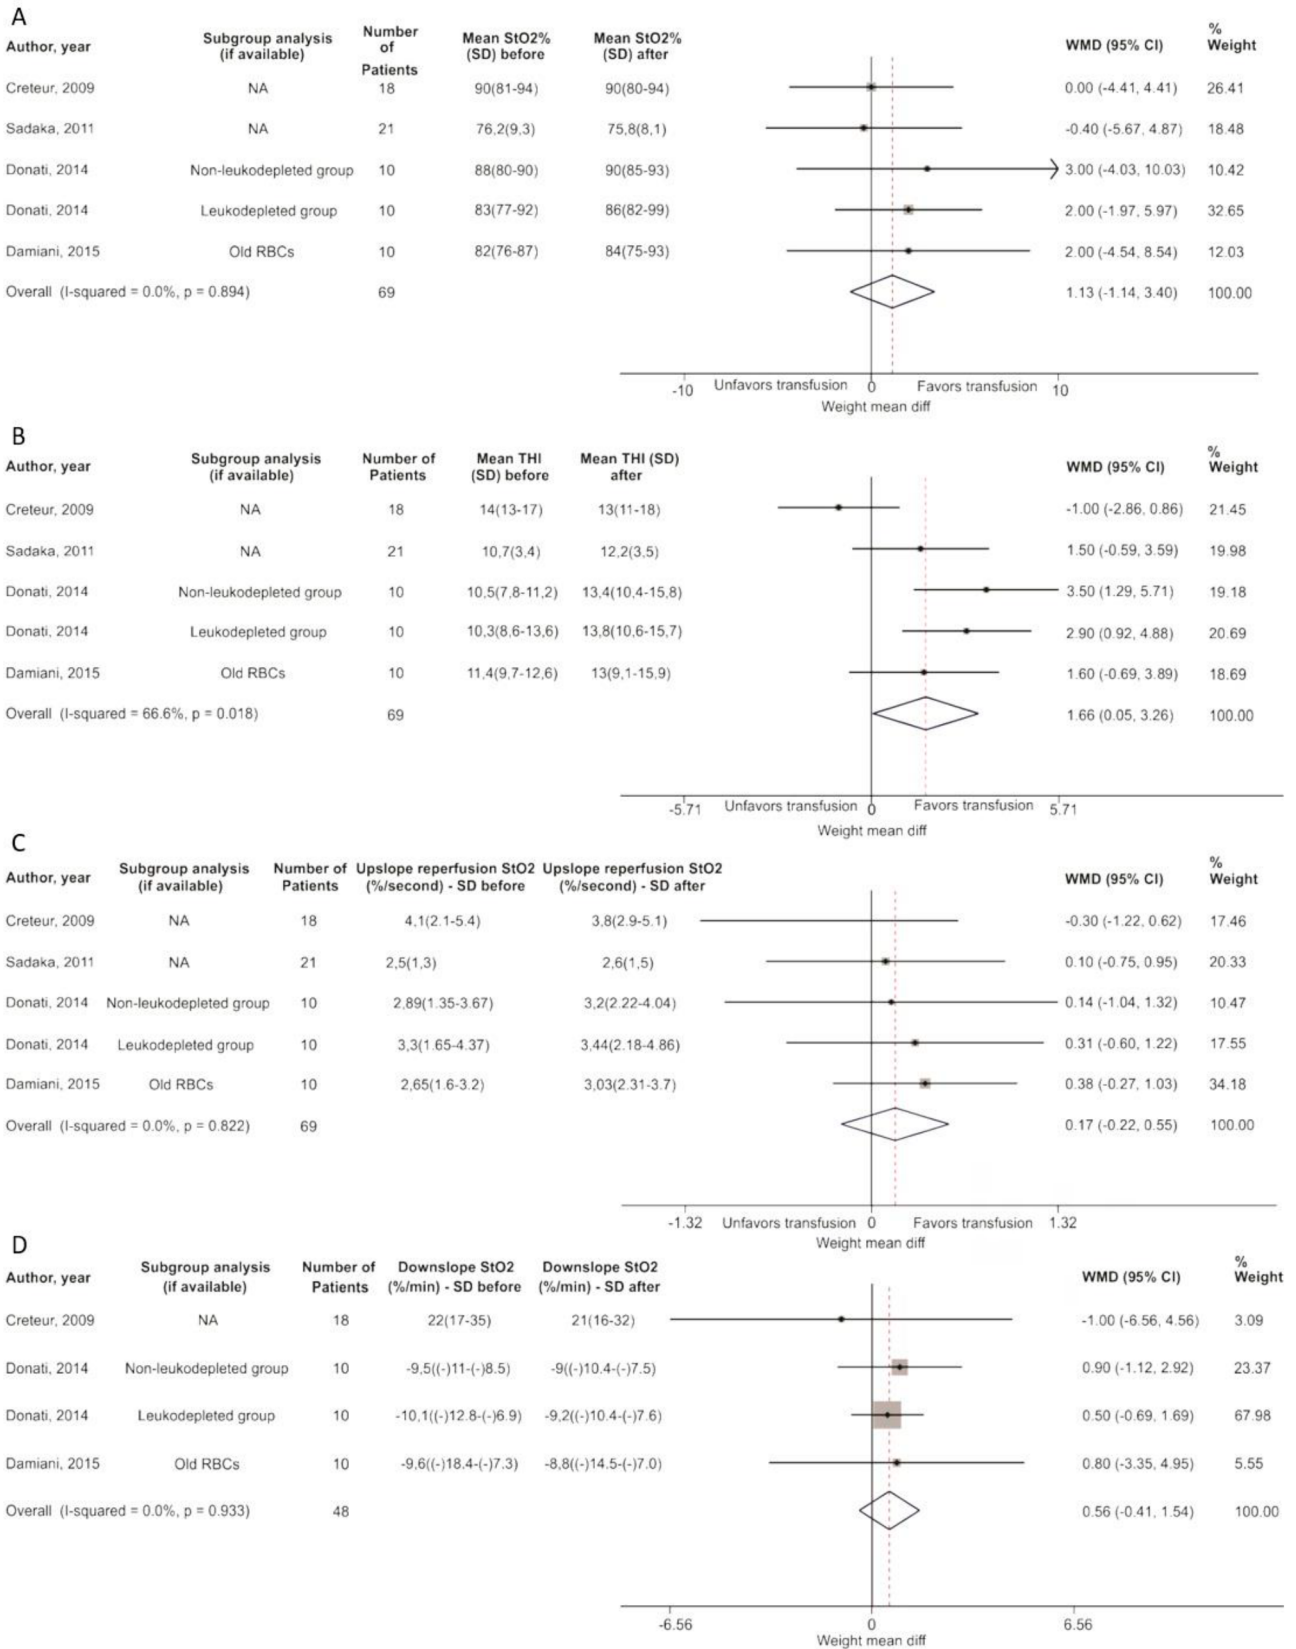 A
Author, year Subgroup analysis (if available) Number of Patients Mean StO2% (SD) before Mean StO2% (SD) after WMD (95% CI) % Weight
Creteur, 2009 NA 18 90(81-94) 90(80-94) 0.00 (-4.41, 4.41) 26.41
Sadaka, 2011 NA 21 76,2(9,3) 75,8(8,1) -0.40 (-5.67, 4.87) 18.48
Donati, 2014 Non-leukodepleted group 10 88(80-90) 90(85-93) 3.00 (-4.03, 10.03) 10.42
Donati, 2014 Leukodepleted group 10 83(77-92) 86(82-99) 2.00 (-1.97, 5.97) 32.65
Damiani, 2015 Old RBCs 10 82(76-87) 84(75-93) 2.00 (-4.54, 8.54) 12.03
Overall (I-squared = 0.0%, p = 0.894) 69 1.13 (-1.14, 3.40) 100.00
-10 Unfavors transfusion 0 Favors transfusion 10
Weight mean diff
B
Author, year Subgroup analysis (if available) Number of Patients Mean THI (SD) before Mean THI (SD) after WMD (95% CI) % Weight
Creteur, 2009 NA 18 14(13-17) 13(11-18) -1.00 (-2.86, 0.86) 21.45
Sadaka, 2011 NA 21 10,7(3,4) 12,2(3,5) 1.50 (-0.59, 3.59) 19.98
Donati, 2014 Non-leukodepleted group 10 10,5(7,8-11,2) 13,4(10,4-15,8) 3.50 (1.29, 5.71) 19.18
Donati, 2014 Leukodepleted group 10 10,3(8,6-13,6) 13,8(10,6-15,7) 2.90 (0.92, 4.88) 20.69
Damiani, 2015 Old RBCs 10 11,4(9,7-12,6) 13(9,1-15,9) 1.60 (-0.69, 3.89) 18.69
Overall (I-squared = 66.6%, p = 0.018) 69 1.66 (0.05, 3.26) 100.00
-5.71 Unfavors transfusion 0 Favors transfusion 5.71
Weight mean diff
C
Author, year Subgroup analysis (if available) Number of Patients Upslope reperfusion StO2 (%/second) - SD before Upslope reperfusion StO2 (%/second) - SD after WMD (95% CI) % Weight
Creteur, 2009 NA 18 4,1(2.1-5.4) 3,8(2.9-5.1) -0.30 (-1.22, 0.62) 17.46
Sadaka, 2011 NA 21 2,5(1,3) 2,6(1,5) 0.10 (-0.75, 0.95) 20.33
Donati, 2014 Non-leukodepleted group 10 2,89(1.35-3.67) 3,2(2.22-4.04) 0.14 (-1.04, 1.32) 10.47
Donati, 2014 Leukodepleted group 10 3,3(1.65-4.37) 3,44(2.18-4.86) 0.31 (-0.60, 1.22) 17.55
Damiani, 2015 Old RBCs 10 2,65(1.6-3.2) 3,03(2.31-3.7) 0.38 (-0.27, 1.03) 34.18
Overall (I-squared = 0.0%, p = 0.822) 69 0.17 (-0.22, 0.55) 100.00
-1.32 Unfavors transfusion 0 Favors transfusion 1.32
Weight mean diff
D
Author, year Subgroup analysis (if available) Number of Patients Downslope StO2 (%/min) - SD before Downslope StO2 (%/min) - SD after WMD (95% CI) % Weight
Creteur, 2009 NA 18 22(17-35) 21(16-32) -1.00 (-6.56, 4.56) 3.09
Donati, 2014 Non-leukodepleted group 10 -9,5((-)11-(-)8.5) -9((-)10.4-(-)7.5) 0.90 (-1.12, 2.92) 23.37
Donati, 2014 Leukodepleted group 10 -10,1((-)12.8-(-)6.9) -9,2((-)10.4-(-)7.6) 0.50 (-0.69, 1.69) 67.98
Damiani, 2015 Old RBCs 10 -9,6((-)18.4-(-)7.3) -8,8((-)14.5-(-)7.0) 0.80 (-3.35, 4.95) 5.55
Overall (I-squared = 0.0%, p = 0.933) 48 0.56 (-0.41, 1.54) 100.00
-6.56 0 6.56
Weight mean diff